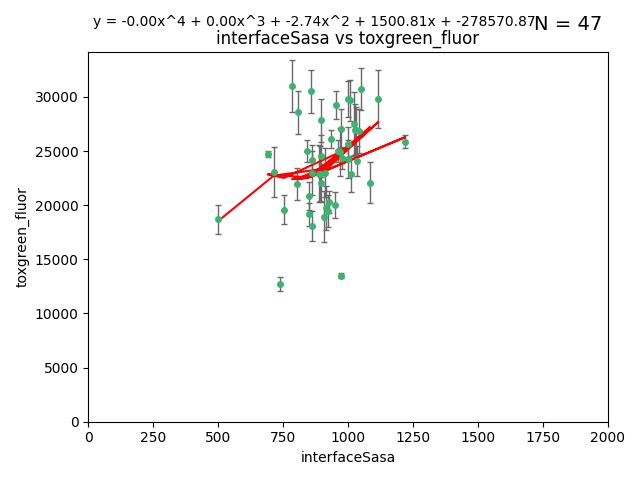 y = -0.00x^4 + 0.00x^3 + -2.74x^2 + 1500.81x + -278570.87
N = 47
interfaceSasa vs toxgreen_fluor
30000
25000
20000
15000
10000
5000
0
toxgreen_fluor
0 250 500 750 1000 1250 1500 1750 2000
interfaceSasa